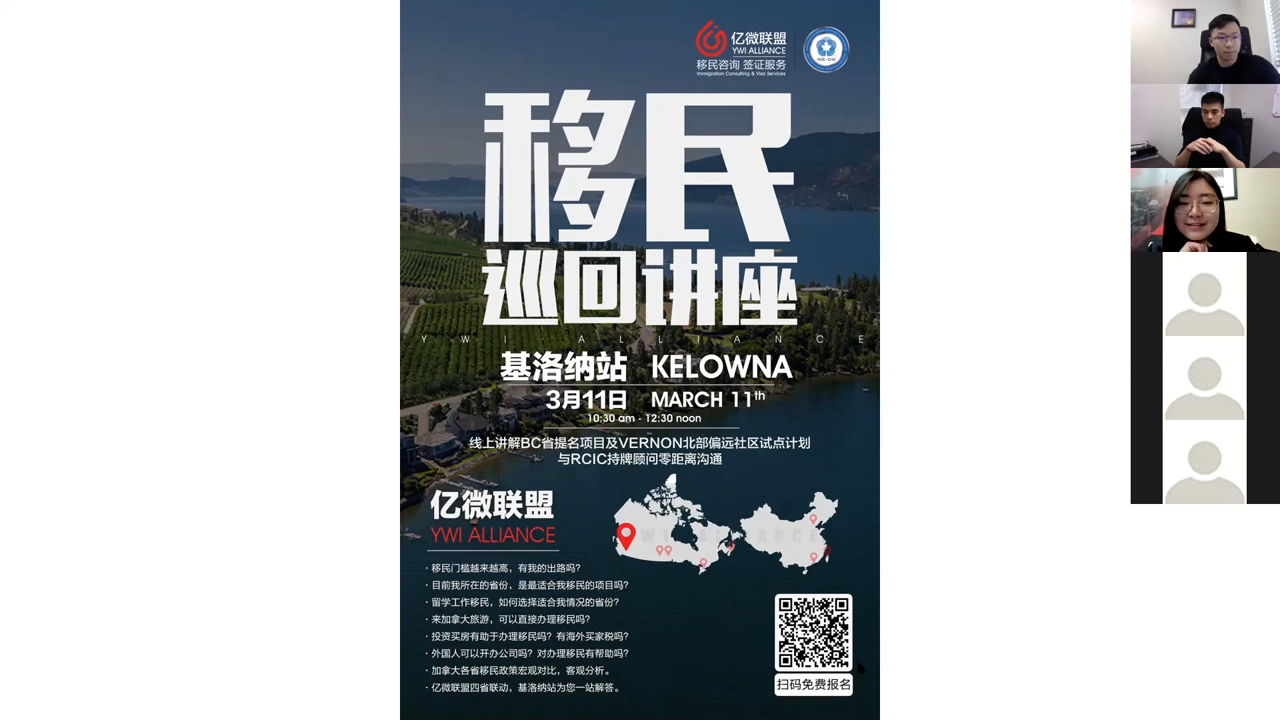 亿微联盟
YWI ALLIANCE
移民咨询 签证服务
Immigration Consulting & Visa Services
移民
巡回讲座
YWI ALLIANCE
基洛纳站 KELOWNA
3月11日 MARCH 11th
10:30 am - 12:30 noon
线上讲解BC省提名项目及VERNON北部偏远社区试点计划
与RCIC持牌顾问零距离沟通
亿微联盟
YWI ALLIANCE
· 移民门槛越来越高，有我的出路吗?
· 目前我所在的省份，是最适合我移民的项目吗?
· 留学工作移民，如何选择适合我情况的省份?
· 来加拿大旅游，可以直接办理移民吗?
· 投资买房有助于办理移民吗? 有海外买家税吗?
· 外国人可以开办公司吗? 对办理移民有帮助吗?
· 加拿大各省移民政策宏观对比，客观分析。
· 亿微联盟四省联动，基洛纳站为您一站解答。
扫码免费报名